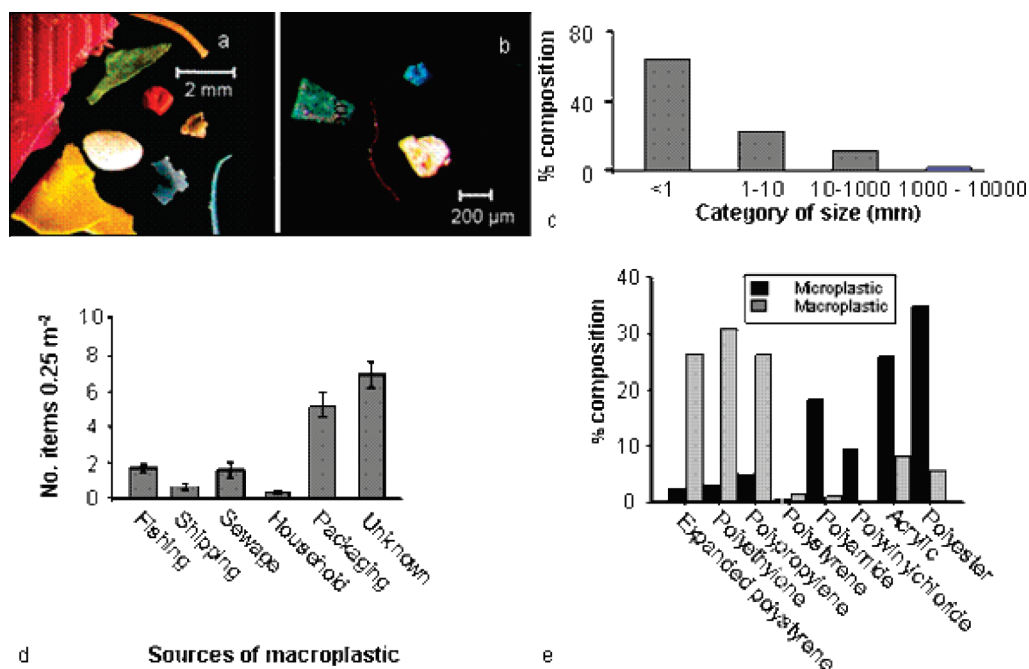 a
2 mm
b
200 µm
80
40
0
% composition
<1
1-10
10-1000
1000 - 10000
Category of size (mm)
c
10
8
6
4
2
0
No. items 0.25 m⁻²
Fishing
Shipping
Sewage
Household
Packaging
Unknown
d
Sources of macroplastic
40
30
20
10
0
% composition
Microplastic
Macroplastic
Expanded polystyrene
Polyethylone
Polypropylene
Polystyrene
Polyamide
Polyvinylchloride
Acrylic
Polyester
e